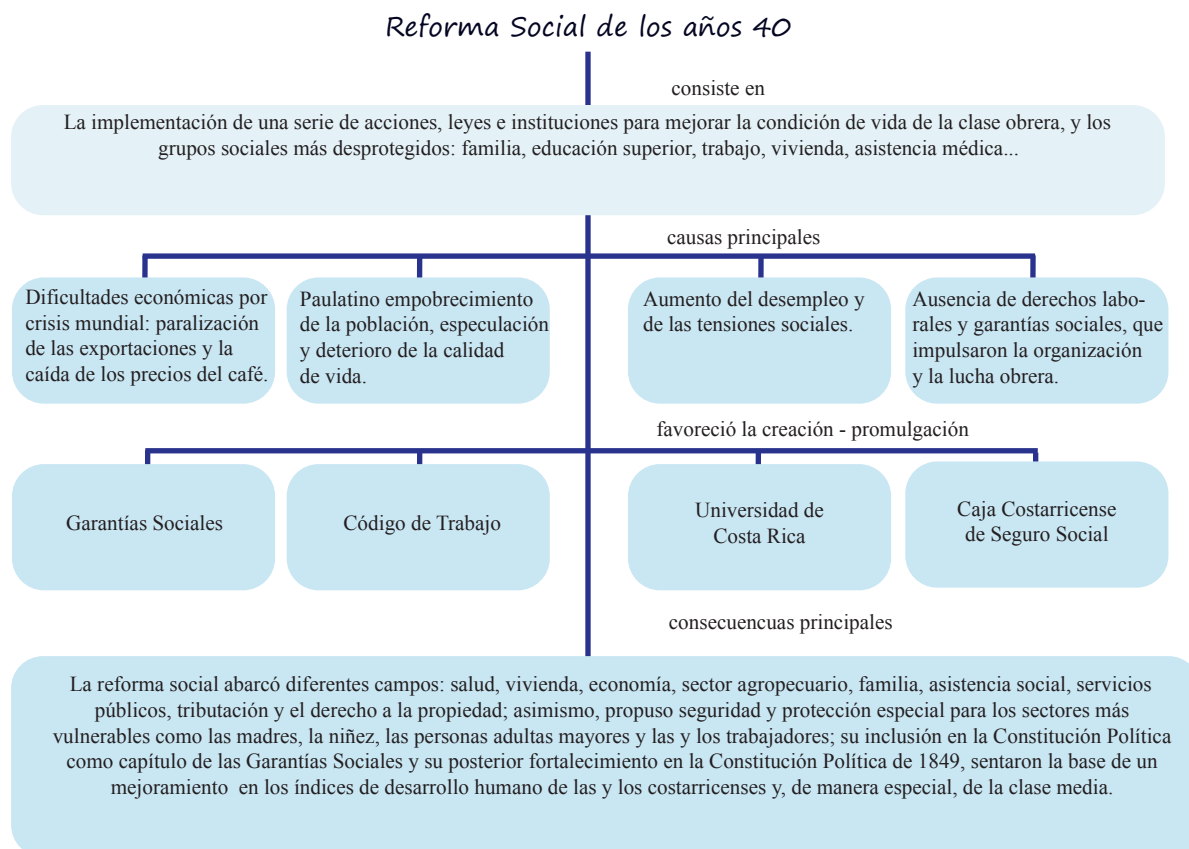 Reforma Social de los años 40
consiste en
La implementación de una serie de acciones, leyes e instituciones para mejorar la condición de vida de la clase obrera, y los
grupos sociales más desprotegidos: familia, educación superior, trabajo, vivienda, asistencia médica...
causas principales
Dificultades económicas por
crisis mundial: paralización
de las exportaciones y la
caída de los precios del café.
Paulatino empobrecimiento
de la población, especulación
y deterioro de la calidad
de vida.
Aumento del desempleo y
de las tensiones sociales.
Ausencia de derechos labo-
rales y garantías sociales, que
impulsaron la organización
y la lucha obrera.
favoreció la creación - promulgación
Garantías Sociales
Código de Trabajo
Universidad de
Costa Rica
Caja Costarricense
de Seguro Social
consecuencuas principales
La reforma social abarcó diferentes campos: salud, vivienda, economía, sector agropecuario, familia, asistencia social, servicios
públicos, tributación y el derecho a la propiedad; asimismo, propuso seguridad y protección especial para los sectores más
vulnerables como las madres, la niñez, las personas adultas mayores y las y los trabajadores; su inclusión en la Constitución Política
como capítulo de las Garantías Sociales y su posterior fortalecimiento en la Constitución Política de 1849, sentaron la base de un
mejoramiento en los índices de desarrollo humano de las y los costarricenses y, de manera especial, de la clase media.